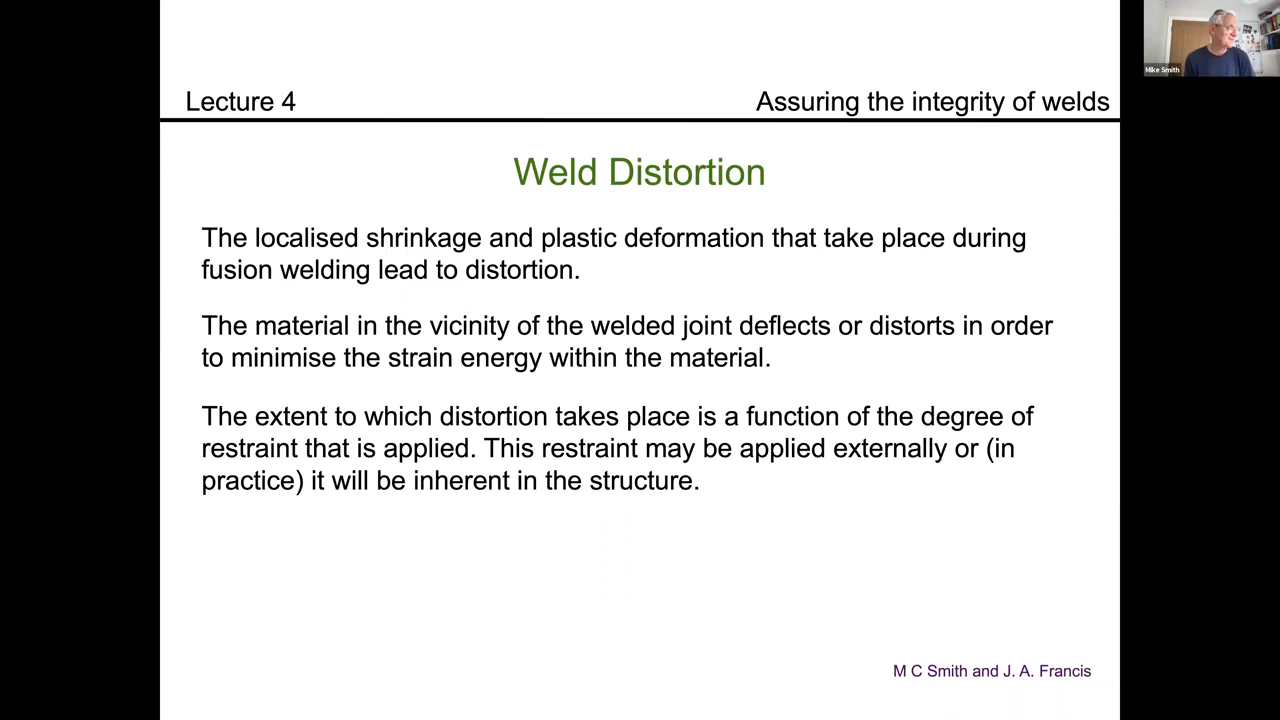 Mike Smith
Lecture 4
Assuring the integrity of welds
Weld Distortion
The localised shrinkage and plastic deformation that take place during
fusion welding lead to distortion.
The material in the vicinity of the welded joint deflects or distorts in order
to minimise the strain energy within the material.
The extent to which distortion takes place is a function of the degree of
restraint that is applied. This restraint may be applied externally or (in
practice) it will be inherent in the structure.
M C Smith and J. A. Francis